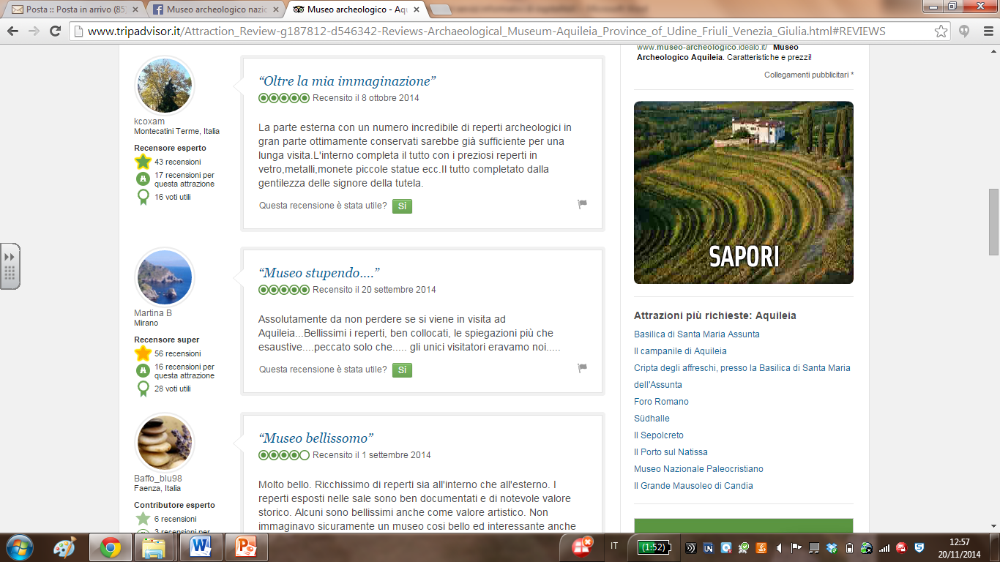 Posta :: Posta in arrivo (85)
Museo archeologico nazio
Museo archeologico - Aqu
www.tripadvisor.it/Attraction_Review-g187812-d546342-Reviews-Archaeological_Museum-Aquileia_Province_of_Udine_Friuli_Venezia_Giulia.html#REVIEWS
kcoxam
Montecatini Terme, Italia
Recensore esperto
43 recensioni
17 recensioni per
questa attrazione
16 voti utili
“Oltre la mia immaginazione”
Recensito il 8 ottobre 2014
La parte esterna con un numero incredibile di reperti archeologici in
gran parte ottimamente conservati sarebbe già sufficiente per una
lunga visita.L'interno completa il tutto con i preziosi reperti in
vetro,metalli,monete piccole statue ecc.Il tutto completato dalla
gentilezza delle signore della tutela.
Questa recensione è stata utile? Sì
Martina B
Mirano
Recensore super
56 recensioni
16 recensioni per
questa attrazione
28 voti utili
“Museo stupendo....”
Recensito il 20 settembre 2014
Assolutamente da non perdere se si viene in visita ad
Aquileia...Bellissimi i reperti, ben collocati, le spiegazioni più che
esaustive....peccato solo che..... gli unici visitatori eravamo noi.....
Questa recensione è stata utile? Sì
Baffo_blu98
Faenza, Italia
Contributore esperto
6 recensioni
3 recensioni per
“Museo bellissomo”
Recensito il 1 settembre 2014
Molto bello. Ricchissimo di reperti sia all'interno che all'esterno. I
reperti esposti nelle sale sono ben documentati e di notevole valore
storico. Alcuni sono bellissimi anche come valore artistico. Non
immaginavo sicuramente un museo cosi bello ed interessante anche
www.museo-archeologico.idealo.it/ Museo
Archeologico Aquileia. Caratteristiche e prezzi!
Collegamenti pubblicitari *
SAPORI
Attrazioni più richieste: Aquileia
Basilica di Santa Maria Assunta
Il campanile di Aquileia
Cripta degli affreschi, presso la Basilica di Santa Maria
dell'Assunta
Foro Romano
Südhalle
Il Sepolcreto
Il Porto sul Natissa
Museo Nazionale Paleocristiano
Il Grande Mausoleo di Candia
IT
(1:52)
12:57
20/11/2014